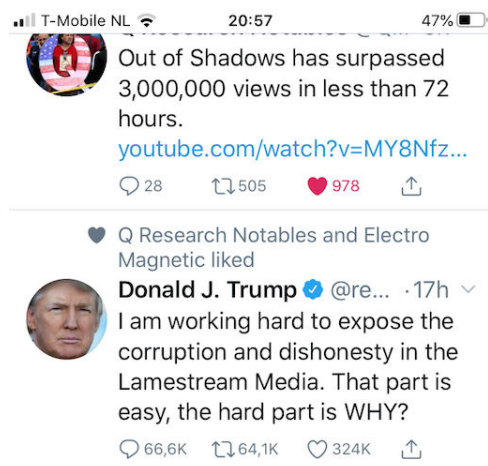 T-Mobile NL 20:57 47%
Out of Shadows has surpassed
3,000,000 views in less than 72
hours.
youtube.com/watch?v=MY8Nfz...
28 505 978
Q Research Notables and Electro
Magnetic liked
Donald J. Trump @re... ·17h
I am working hard to expose the
corruption and dishonesty in the
Lamestream Media. That part is
easy, the hard part is WHY?
66,6K 64,1K 324K